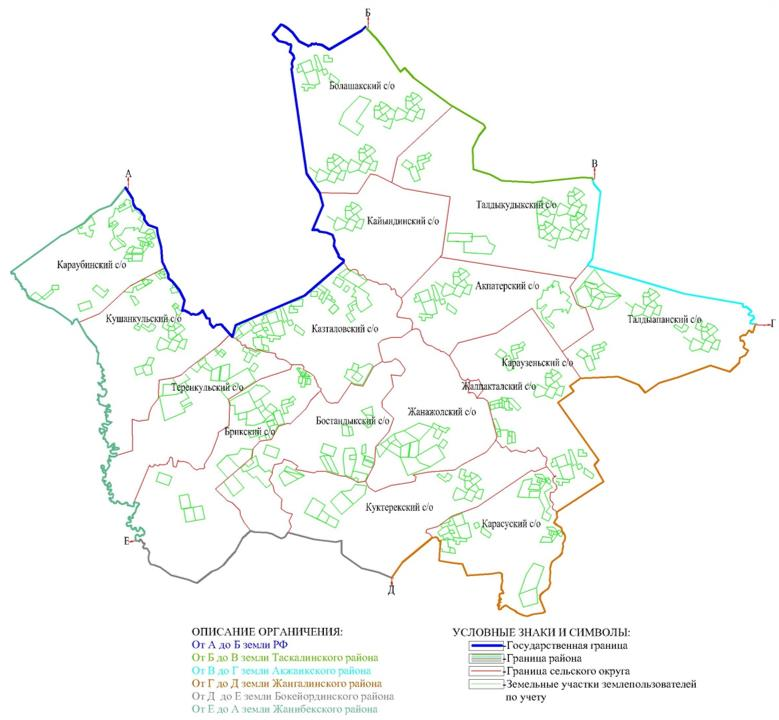 Б
Болашакский с/о
В
А
Талдыкудыкский с/о
Кайындинский с/о
Караубинский с/о
Акпатерский с/о
Кушанкульский с/о
Талдыапанский с/о
Казталовский с/о
Г
Караузеньский с/о
Теренкульский с/о
Жалпакталский с/о
Жанажолский с/о
Бостандыкский с/о
Брикский с/о
Куктерекский с/о
Карасуский с/о
Е
Д
ОПИСАНИЕ ОРГАНИЧЕНИЯ:
От А до Б земли РФ
От Б до В земли Таскалинского района
От В до Г земли Акжаикского района
От Г до Д земли Жангалинского района
От Д до Е земли Бокейординского района
От Е до А земли Жанибекского района
УСЛОВНЫЕ ЗНАКИ И СИМВОЛЫ:
-Государственная граница
-Граница района
-Граница сельского округа
-Земельные участки землепользователей
по учету